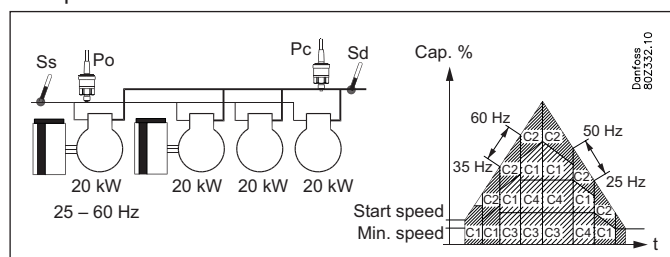 Ss
Po
Pc
Sd
20 kW
20 kW
20 kW
20 kW
25 – 60 Hz
Cap. %
Danfoss
80Z332.10
60 Hz
50 Hz
35 Hz
25 Hz
C2 C2
C2 C1 C1 C2
C2 C1 C4 C4 C1 C2
Start speed
Min. speed
C1 C1 C3 C3 C4 C1
t